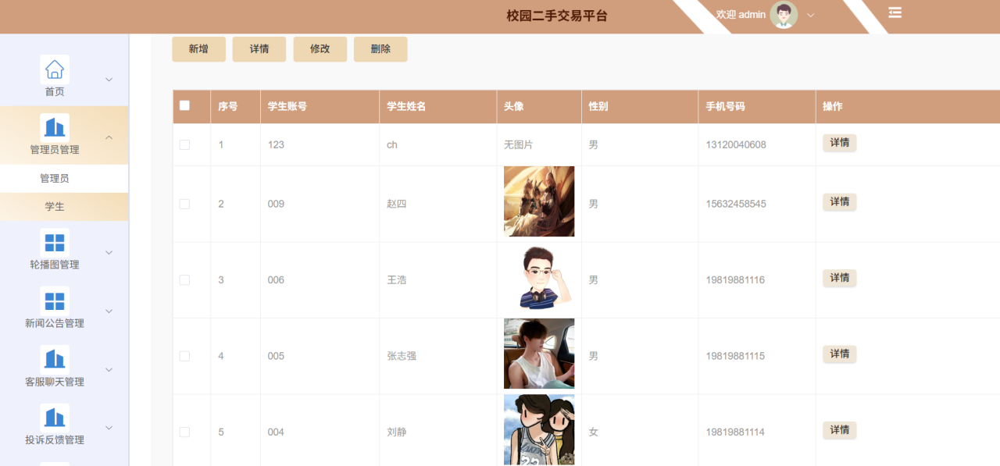 校园二手交易平台
欢迎 admin
首页
管理员管理
管理员
学生
轮播图管理
新闻公告管理
客服聊天管理
投诉反馈管理
新增 详情 修改 删除
序号 学生账号 学生姓名 头像 性别 手机号码 操作
1 123 ch 无图片 男 13120040608 详情
2 009 赵四 男 15632458545 详情
3 006 王浩 男 19819881116 详情
4 005 张志强 男 19819881115 详情
5 004 刘静 女 19819881114 详情